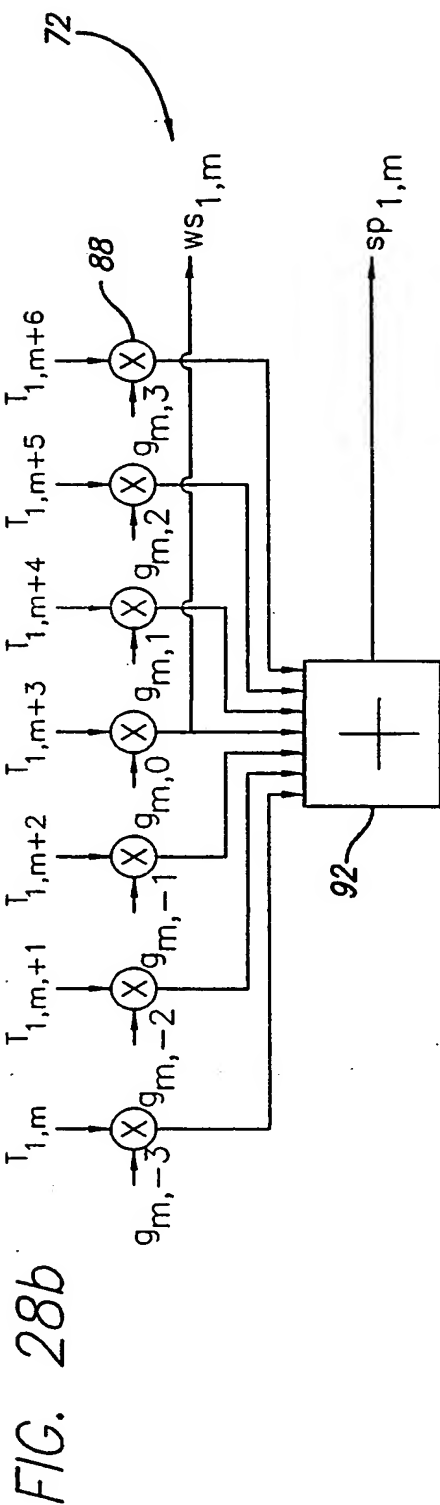 FIG. 28b
72
T1,m T1,m,+1 T1,m+2 T1,m+3 T1,m+4 T1,m+5 T1,m+6
88
X X X X X X X
gm,-3 gm,-2 gm,-1 gm,0 gm,1 gm,2 gm,3
ws1,m
+
92
sp1,m